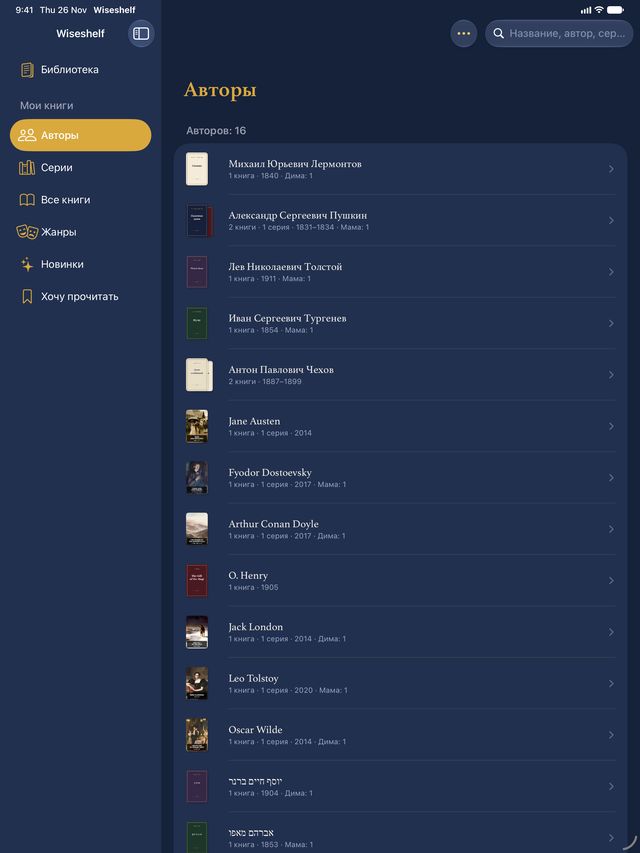 9:41 Thu 26 Nov Wiseshelf
Wiseshelf
Название, автор, сер...
Библиотека
Мои книги
Авторы
Серии
Все книги
Жанры
Новинки
Хочу прочитать
Авторы
Авторов: 16
Михаил Юрьевич Лермонтов
1 книга · 1840 · Дима: 1
Александр Сергеевич Пушкин
2 книги · 1 серия · 1831–1834 · Мама: 1
Лев Николаевич Толстой
1 книга · 1911 · Мама: 1
Иван Сергеевич Тургенев
1 книга · 1854 · Мама: 1
Антон Павлович Чехов
2 книги · 1887–1899
Jane Austen
1 книга · 1 серия · 2014
Fyodor Dostoevsky
1 книга · 1 серия · 2017 · Мама: 1
Arthur Conan Doyle
1 книга · 1 серия · 2017 · Дима: 1
O. Henry
1 книга · 1905
Jack London
1 книга · 1 серия · 2014 · Дима: 1
Leo Tolstoy
1 книга · 1 серия · 2020 · Мама: 1
Oscar Wilde
1 книга · 1 серия · 2014 · Дима: 1
יוסף חיים ברנר
1 книга · 1904 · Дима: 1
אברהם מאפו
1 книга · 1853 · Мама: 1